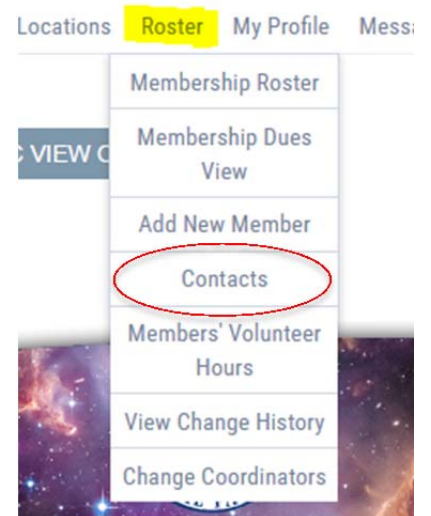 Locations Roster My Profile
Membership Roster
VIEW
Membership Dues
View
Add New Member
Contacts
Members' Volunteer
Hours
View Change History
Change Coordinators